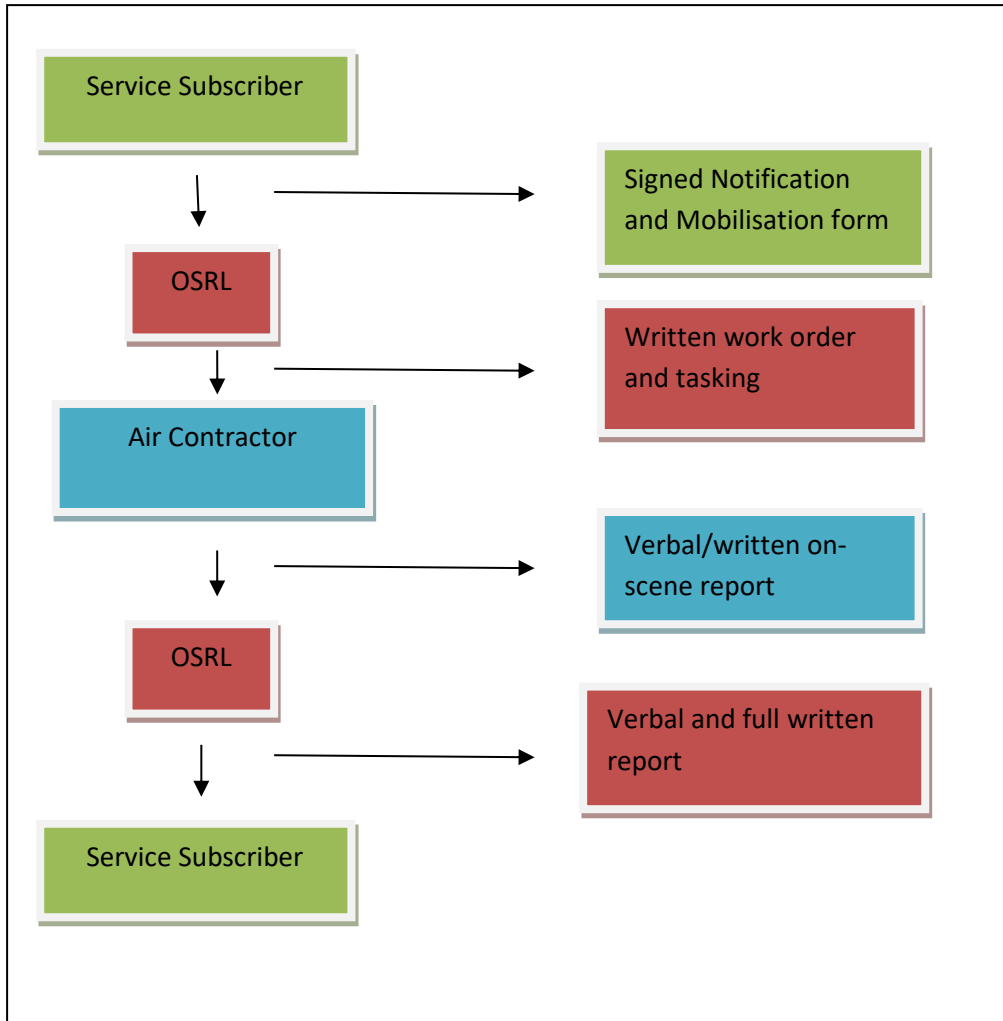 Service Subscriber
Signed Notification
and Mobilisation form
OSRL
Written work order
and tasking
Air Contractor
Verbal/written on-
scene report
OSRL
Verbal and full written
report
Service Subscriber